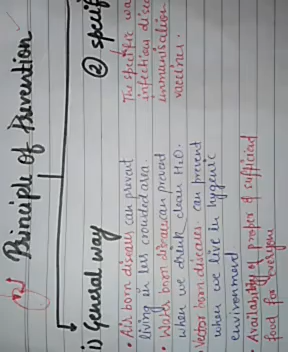 Principle of Prevention
i) General way
• Air born diseases can prevent
living in less crowded area.
• Water born disease can prevent
when we drink clean H2O.
Vector born diseases. can prevent
when we live in hygenic
environment.
Availability of proper & sufficient
food for everyone
② specif
The specific wa
infectious dise
immunisation
vaccines.